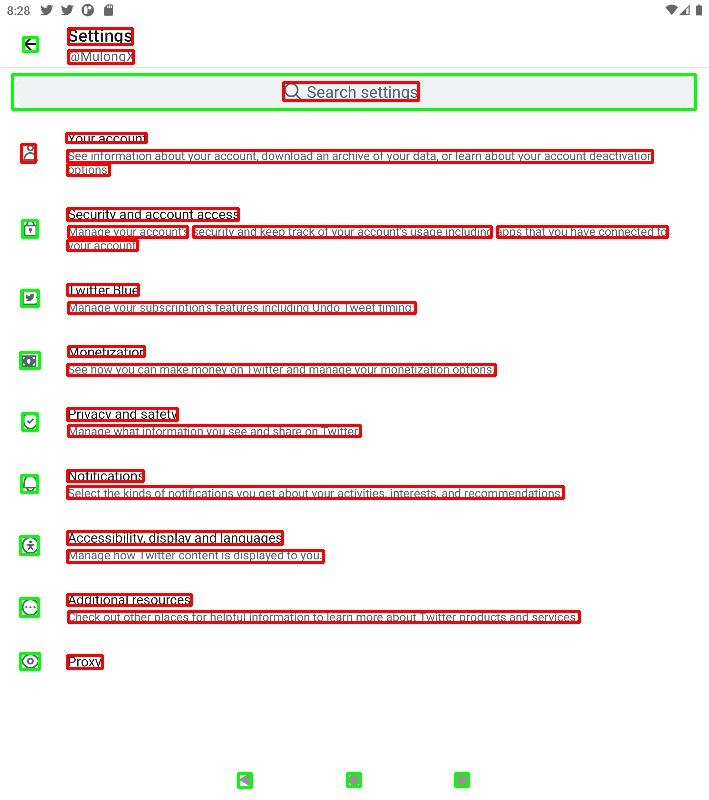 8:28
Settings
@MulongX
Search settings
Your account
See information about your account, download an archive of your data, or learn about your account deactivation
options.
Security and account access
Manage your account's security and keep track of your account's usage including apps that you have connected to
your account.
Twitter Blue
Manage your subscription's features including Undo Tweet timing.
Monetization
See how you can make money on Twitter and manage your monetization options.
Privacy and safety
Manage what information you see and share on Twitter.
Notifications
Select the kinds of notifications you get about your activities, interests, and recommendations.
Accessibility, display and languages
Manage how Twitter content is displayed to you.
Additional resources
Check out other places for helpful information to learn more about Twitter products and services.
Proxy